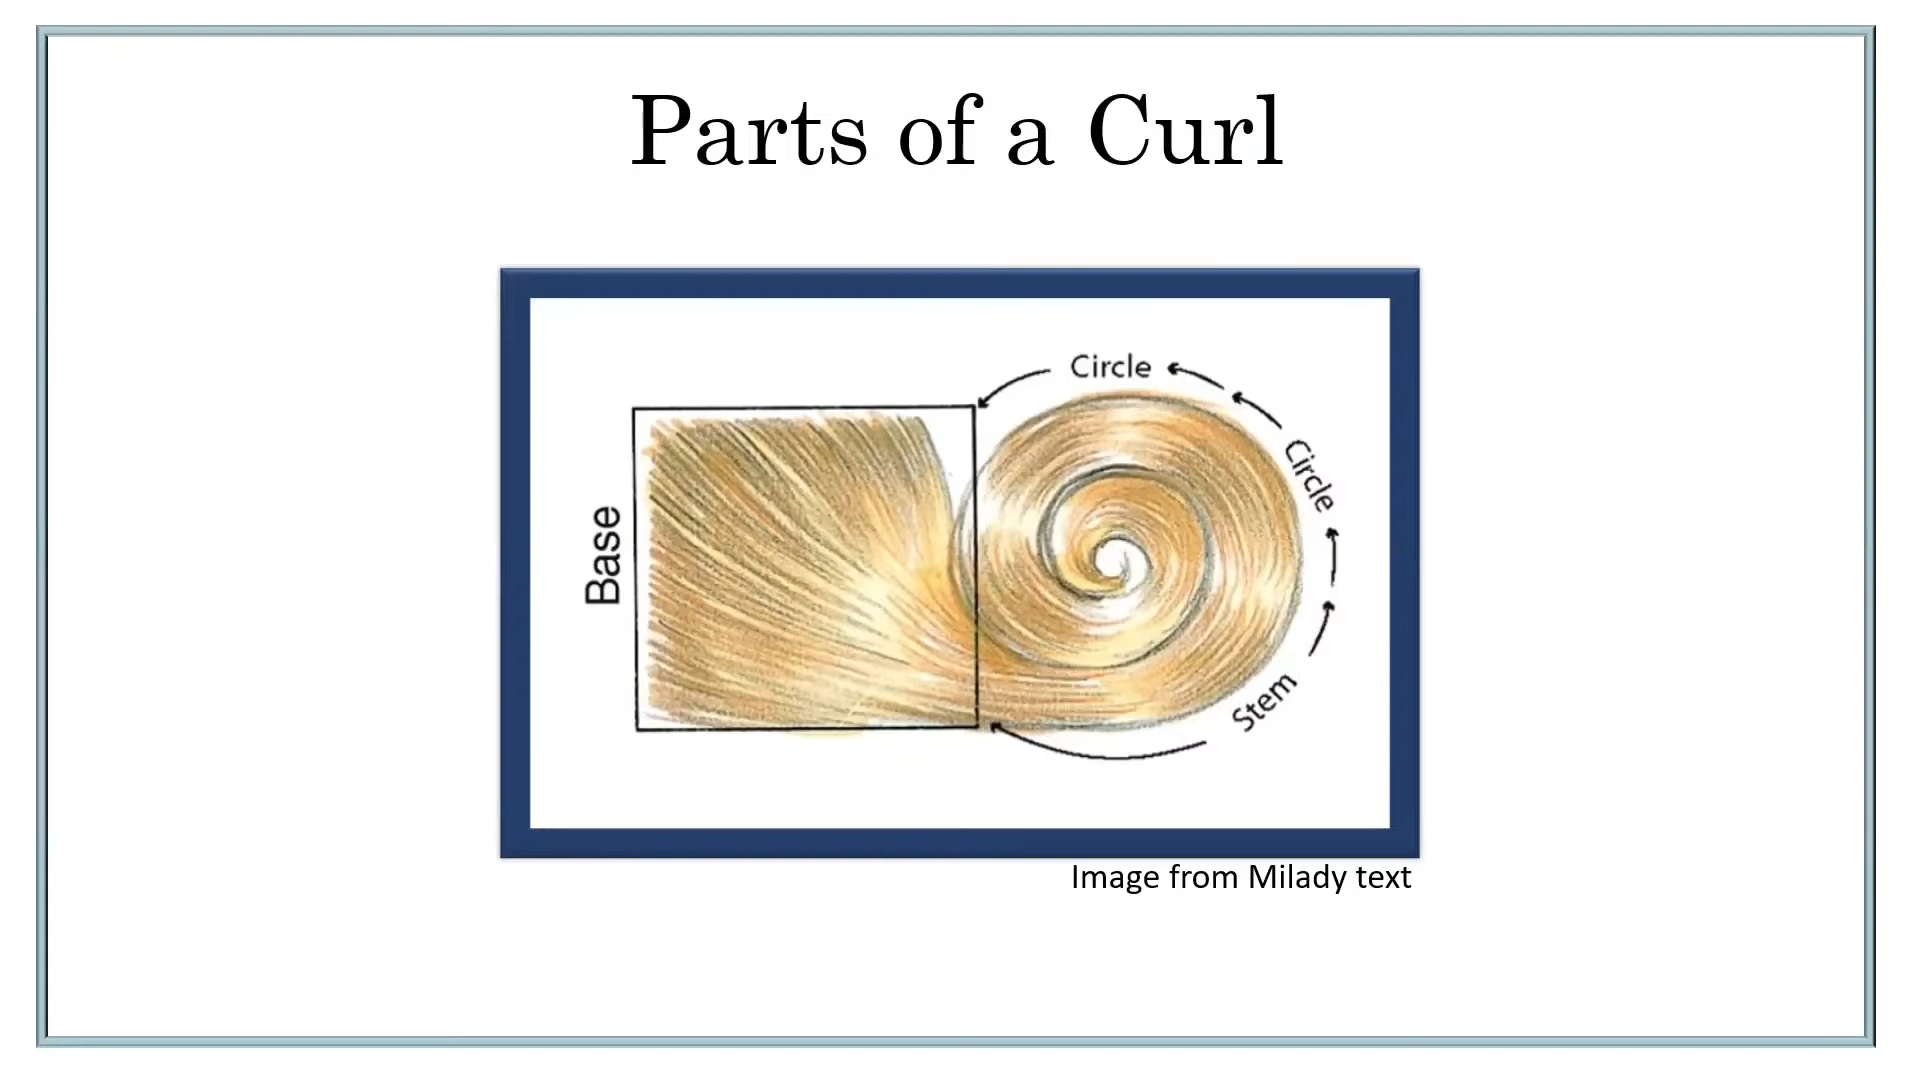 Parts of a Curl
Circle
Circle
Base
Stem
Image from Milady text